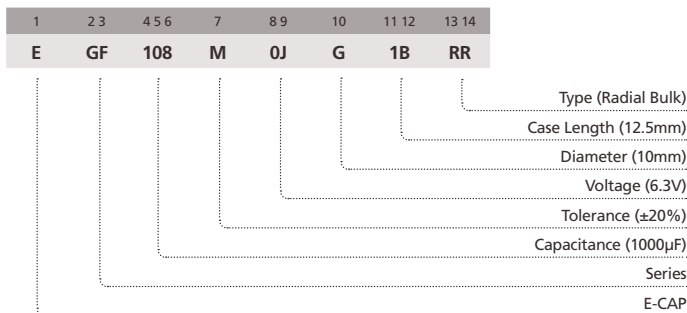 1 2 3 4 5 6 7 8 9 10 11 12 13 14
E GF 108 M 0J G 1B RR
Type (Radial Bulk)
Case Length (12.5mm)
Diameter (10mm)
Voltage (6.3V)
Tolerance (±20%)
Capacitance (1000µF)
Series
E-CAP